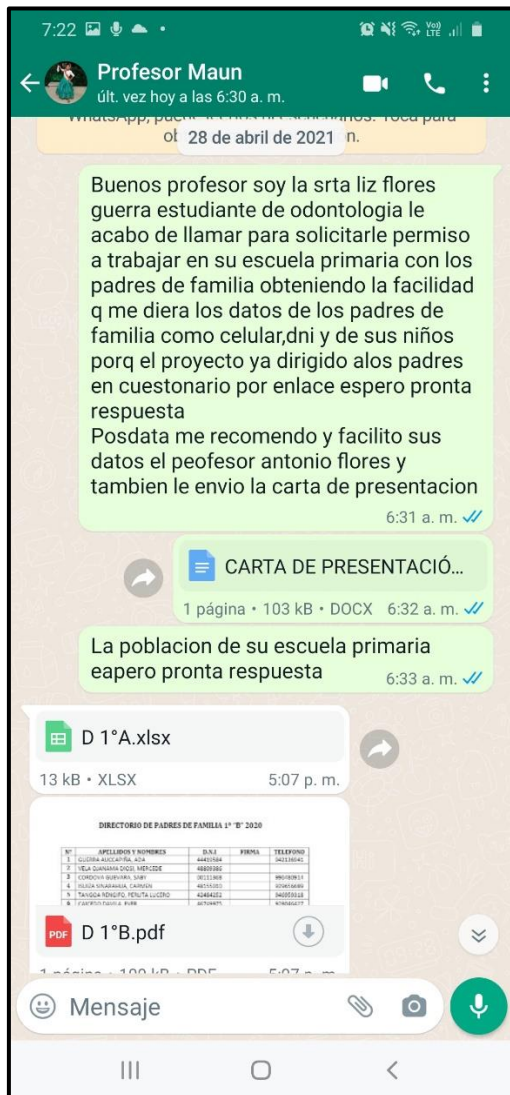 7:22
Profesor Maun
últ. vez hoy a las 6:30 a. m.
28 de abril de 2021
Buenos profesor soy la srta liz flores
guerra estudiante de odontologia le
acabo de llamar para solicitarle permiso
a trabajar en su escuela primaria con los
padres de familia obteniendo la facilidad
q me diera los datos de los padres de
familia como celular,dni y de sus niños
porq el proyecto ya dirigido alos padres
en cuestonario por enlace espero pronta
respuesta
Posdata me recomendo y facilito sus
datos el peofesor antonio flores y
tambien le envio la carta de presentacion
6:31 a. m.
CARTA DE PRESENTACIÓ...
1 página • 103 kB • DOCX 6:32 a. m.
La poblacion de su escuela primaria
eapero pronta respuesta
6:33 a. m.
D 1°A.xlsx
13 kB • XLSX 5:07 p. m.
DIRECTORIO DE PADRES DE FAMILIA 1° "B" 2020
N° APELLIDOS Y NOMBRES D.N.I FIRMA TELEFONO
PDF D 1°B.pdf
Mensaje